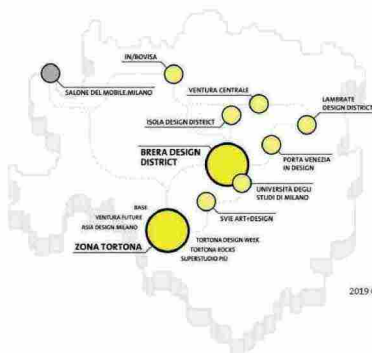 IN/BOVISA
SALONE DEL MOBILE.MILANO
VENTURA CENTRALE
LAMBRATE
DESIGN DISTRICT
ISOLA DESIGN DISTRICT
BRERA DESIGN
DISTRICT
PORTA VENEZIA
IN DESIGN
UNIVERSITÀ DEGLI
STUDI DI MILANO
5VIE ART+DESIGN
BASE
VENTURA FUTURE
ASIA DESIGN MILANO
ZONA TORTONA
TORTONA DESIGN WEEK
TORTONA ROCKS
SUPERSTUDIO PIÙ
2019